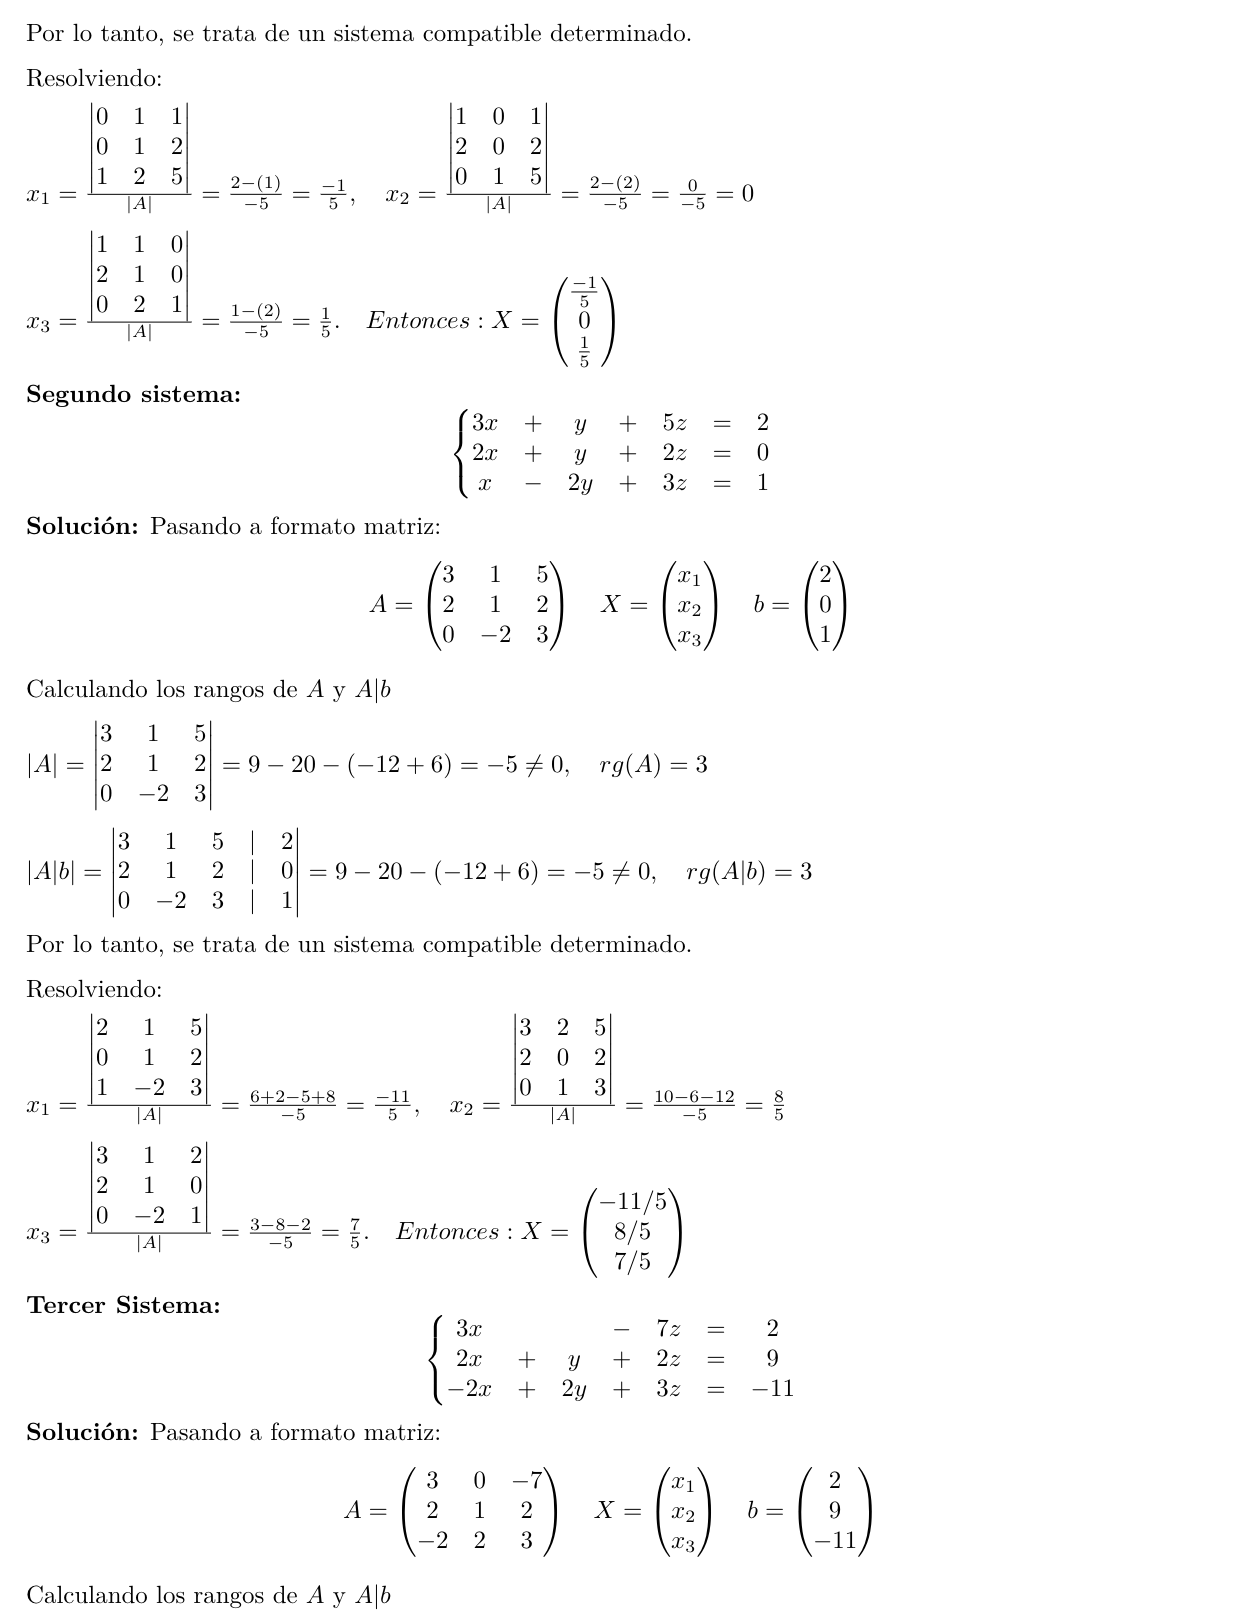 Por lo tanto, se trata de un sistema compatible determinado.
Resolviendo:
$x_1 = \frac{\begin{vmatrix} 0 & 1 & 1 \\ 0 & 1 & 2 \\ 1 & 2 & 5 \end{vmatrix}}{|A|} = \frac{2-(1)}{-5} = \frac{-1}{5}, \quad x_2 = \frac{\begin{vmatrix} 1 & 0 & 1 \\ 2 & 0 & 2 \\ 0 & 1 & 5 \end{vmatrix}}{|A|} = \frac{2-(2)}{-5} = \frac{0}{-5} = 0$
$x_3 = \frac{\begin{vmatrix} 1 & 1 & 0 \\ 2 & 1 & 0 \\ 0 & 2 & 1 \end{vmatrix}}{|A|} = \frac{1-(2)}{-5} = \frac{1}{5}. \quad Entonces : X = \begin{pmatrix} \frac{-1}{5} \\ 0 \\ \frac{1}{5} \end{pmatrix}$
Segundo sistema:
$\begin{cases} 3x + y + 5z = 2 \\ 2x + y + 2z = 0 \\ x - 2y + 3z = 1 \end{cases}$
Solución: Pasando a formato matriz:
$A = \begin{pmatrix} 3 & 1 & 5 \\ 2 & 1 & 2 \\ 0 & -2 & 3 \end{pmatrix} \quad X = \begin{pmatrix} x_1 \\ x_2 \\ x_3 \end{pmatrix} \quad b = \begin{pmatrix} 2 \\ 0 \\ 1 \end{pmatrix}$
Calculando los rangos de $A$ y $A|b$
$|A| = \begin{vmatrix} 3 & 1 & 5 \\ 2 & 1 & 2 \\ 0 & -2 & 3 \end{vmatrix} = 9 - 20 - (-12 + 6) = -5 \neq 0, \quad rg(A) = 3$
$|A|b| = \begin{vmatrix} 3 & 1 & 5 & | & 2 \\ 2 & 1 & 2 & | & 0 \\ 0 & -2 & 3 & | & 1 \end{vmatrix} = 9 - 20 - (-12 + 6) = -5 \neq 0, \quad rg(A|b) = 3$
Por lo tanto, se trata de un sistema compatible determinado.
Resolviendo:
$x_1 = \frac{\begin{vmatrix} 2 & 1 & 5 \\ 0 & 1 & 2 \\ 1 & -2 & 3 \end{vmatrix}}{|A|} = \frac{6+2-5+8}{-5} = \frac{-11}{5}, \quad x_2 = \frac{\begin{vmatrix} 3 & 2 & 5 \\ 2 & 0 & 2 \\ 0 & 1 & 3 \end{vmatrix}}{|A|} = \frac{10-6-12}{-5} = \frac{8}{5}$
$x_3 = \frac{\begin{vmatrix} 3 & 1 & 2 \\ 2 & 1 & 0 \\ 0 & -2 & 1 \end{vmatrix}}{|A|} = \frac{3-8-2}{-5} = \frac{7}{5}. \quad Entonces : X = \begin{pmatrix} -11/5 \\ 8/5 \\ 7/5 \end{pmatrix}$
Tercer Sistema:
$\begin{cases} 3x - 7z = 2 \\ 2x + y + 2z = 9 \\ -2x + 2y + 3z = -11 \end{cases}$
Solución: Pasando a formato matriz:
$A = \begin{pmatrix} 3 & 0 & -7 \\ 2 & 1 & 2 \\ -2 & 2 & 3 \end{pmatrix} \quad X = \begin{pmatrix} x_1 \\ x_2 \\ x_3 \end{pmatrix} \quad b = \begin{pmatrix} 2 \\ 9 \\ -11 \end{pmatrix}$
Calculando los rangos de $A$ y $A|b$